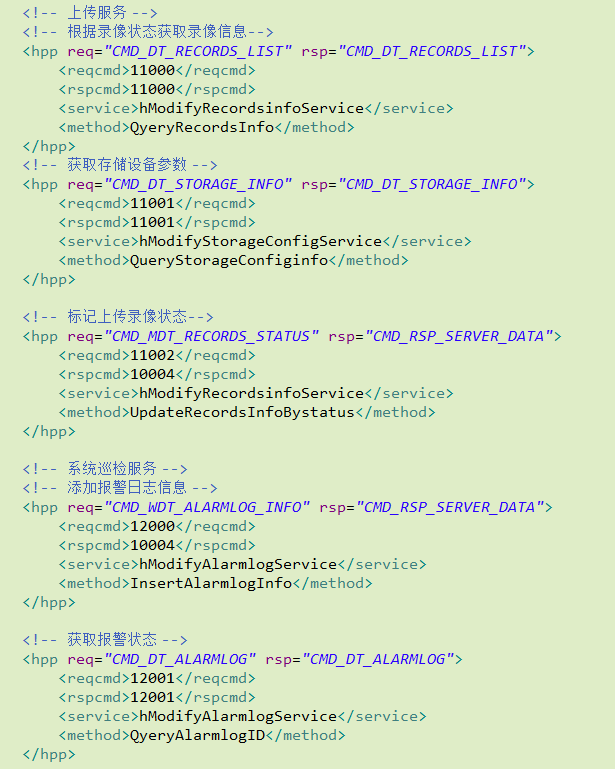 <!-- 上传服务 -->
<!-- 根据录像状态获取录像信息-->
<hpp req="CMD_DT_RECORDS_LIST" rsp="CMD_DT_RECORDS_LIST">
<reqcmd>11000</reqcmd>
<rspcmd>11000</rspcmd>
<service>hModifyRecordsinfoService</service>
<method>QyeryRecordsInfo</method>
</hpp>
<!-- 获取存储设备参数 -->
<hpp req="CMD_DT_STORAGE_INFO" rsp="CMD_DT_STORAGE_INFO">
<reqcmd>11001</reqcmd>
<rspcmd>11001</rspcmd>
<service>hModifyStorageConfigService</service>
<method>QueryStorageConfiginfo</method>
</hpp>
<!-- 标记上传录像状态-->
<hpp req="CMD_MDT_RECORDS_STATUS" rsp="CMD_RSP_SERVER_DATA">
<reqcmd>11002</reqcmd>
<rspcmd>10004</rspcmd>
<service>hModifyRecordsinfoService</service>
<method>UpdateRecordsInfoBystatus</method>
</hpp>
<!-- 系统巡检服务 -->
<!-- 添加报警日志信息 -->
<hpp req="CMD_WDT_ALARMLOG_INFO" rsp="CMD_RSP_SERVER_DATA">
<reqcmd>12000</reqcmd>
<rspcmd>10004</rspcmd>
<service>hModifyAlarmlogService</service>
<method>InsertAlarmlogInfo</method>
</hpp>
<!-- 获取报警状态 -->
<hpp req="CMD_DT_ALARMLOG" rsp="CMD_DT_ALARMLOG">
<reqcmd>12001</reqcmd>
<rspcmd>12001</rspcmd>
<service>hModifyAlarmlogService</service>
<method>QyeryAlarmlogID</method>
</hpp>